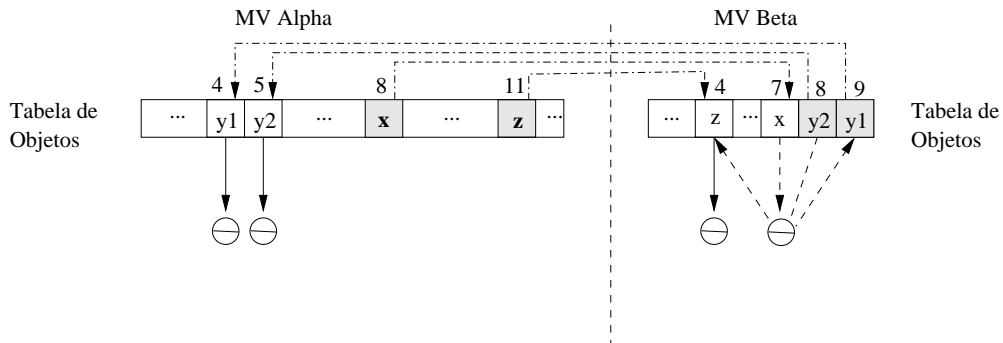 MV Alpha
MV Beta
4 5 8 11 4 7 8 9
Tabela de
Objetos
... y1 y2 ... x ... z ...
... z ... x y2 y1
Tabela de
Objetos